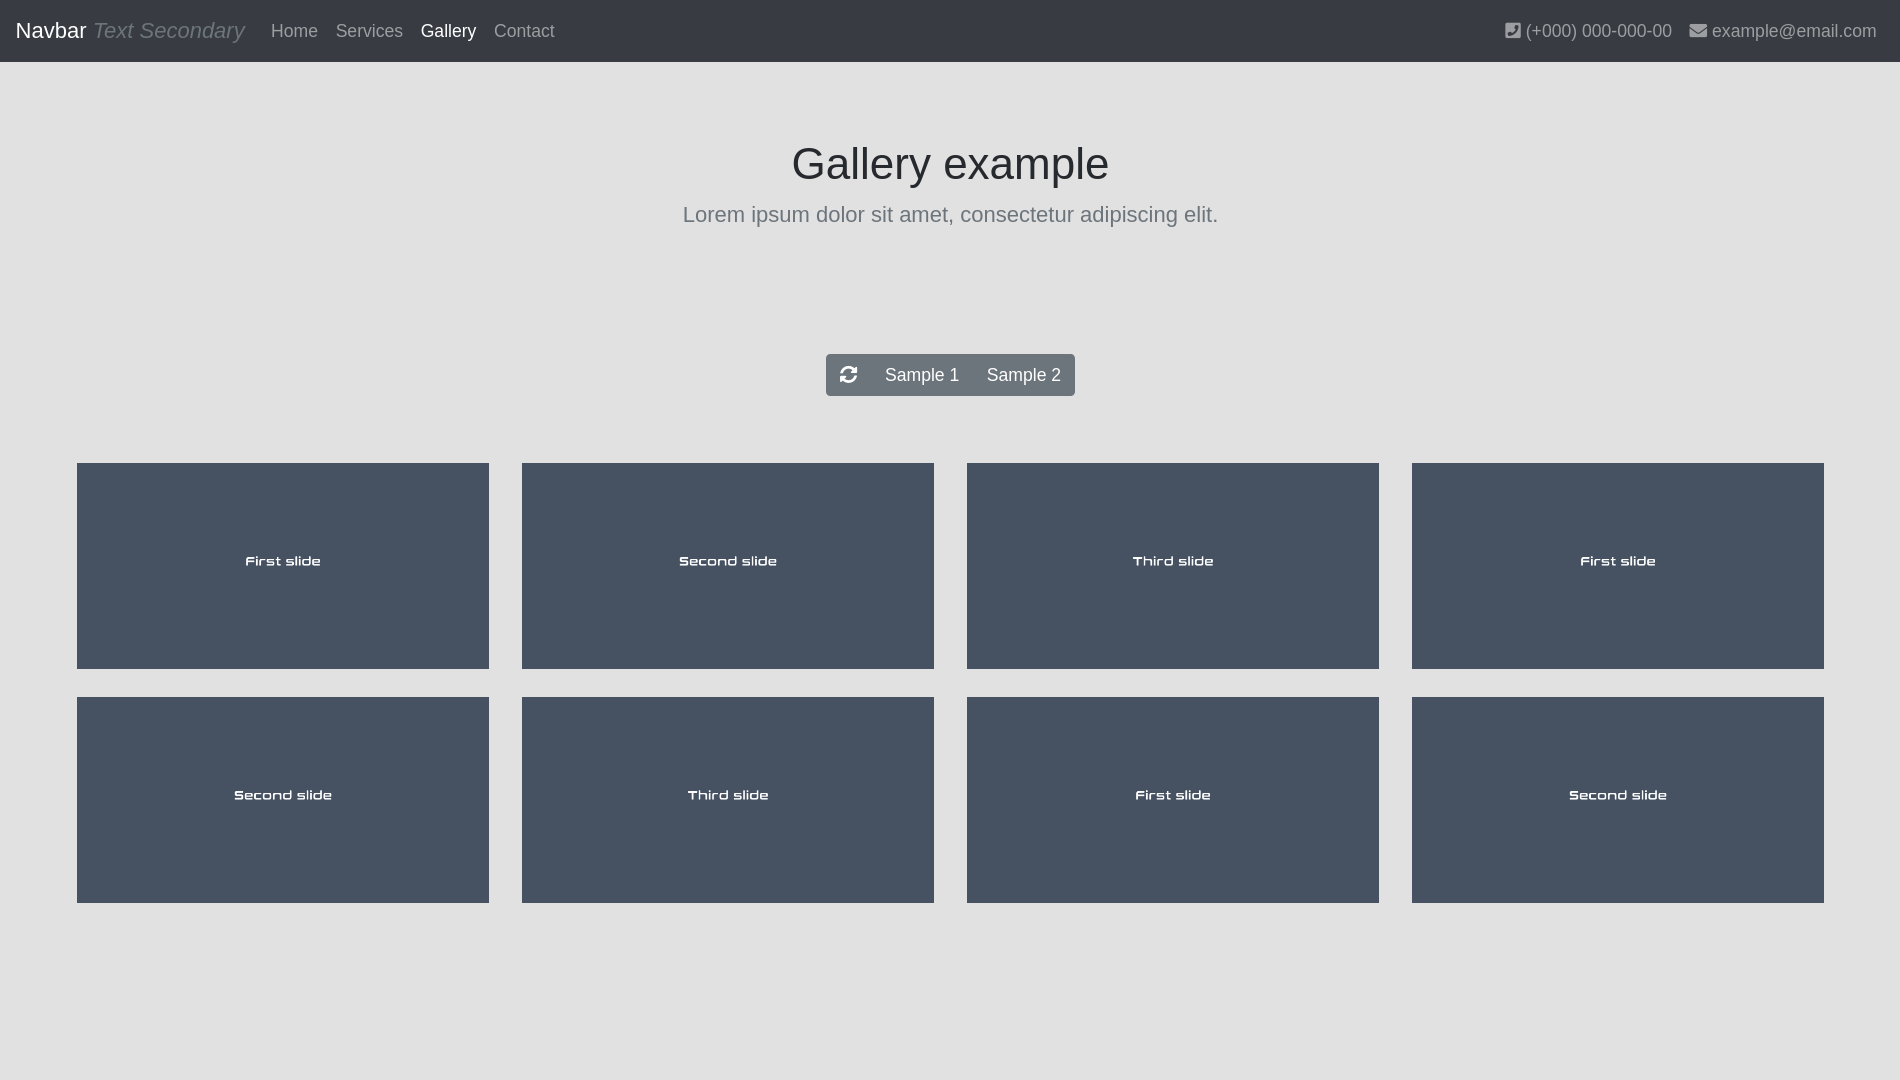 Navbar Text Secondary Home Services Gallery Contact (+000) 000-000-00 example@email.com
Gallery example
Lorem ipsum dolor sit amet, consectetur adipiscing elit.
Sample 1 Sample 2
First slide Second slide Third slide First slide
Second slide Third slide First slide Second slide